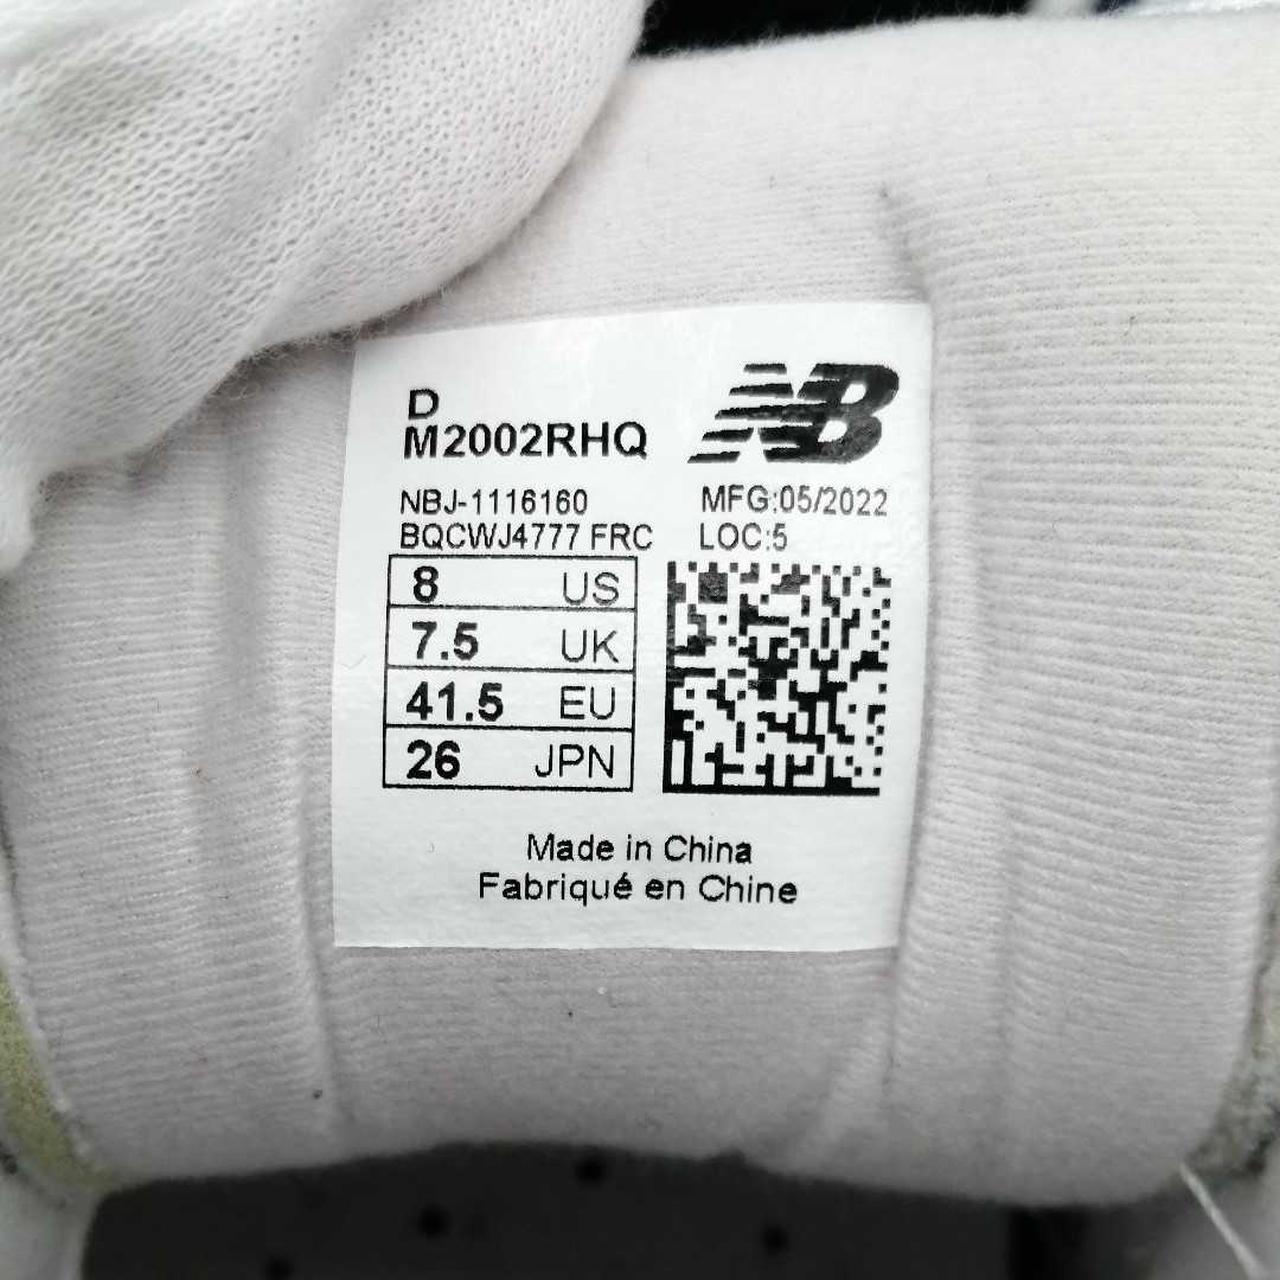 D
M2002RHQ
NB
NBJ-1116160
MFG:05/2022
BQCWJ4777 FRC
LOC:5
8 US
7.5 UK
41.5 EU
26 JPN
Made in China
Fabriqué en Chine